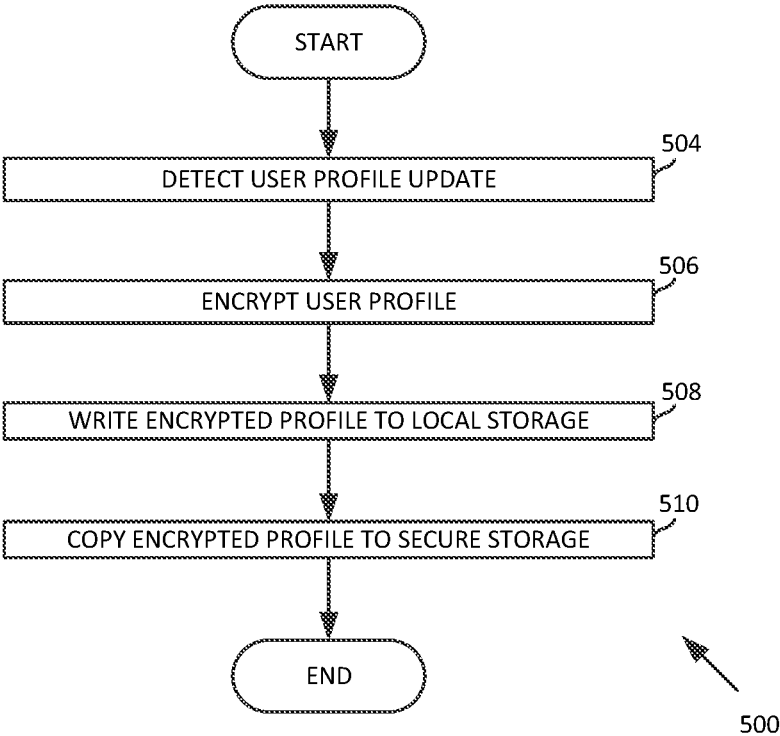 START
504
DETECT USER PROFILE UPDATE
506
ENCRYPT USER PROFILE
508
WRITE ENCRYPTED PROFILE TO LOCAL STORAGE
510
COPY ENCRYPTED PROFILE TO SECURE STORAGE
END
500